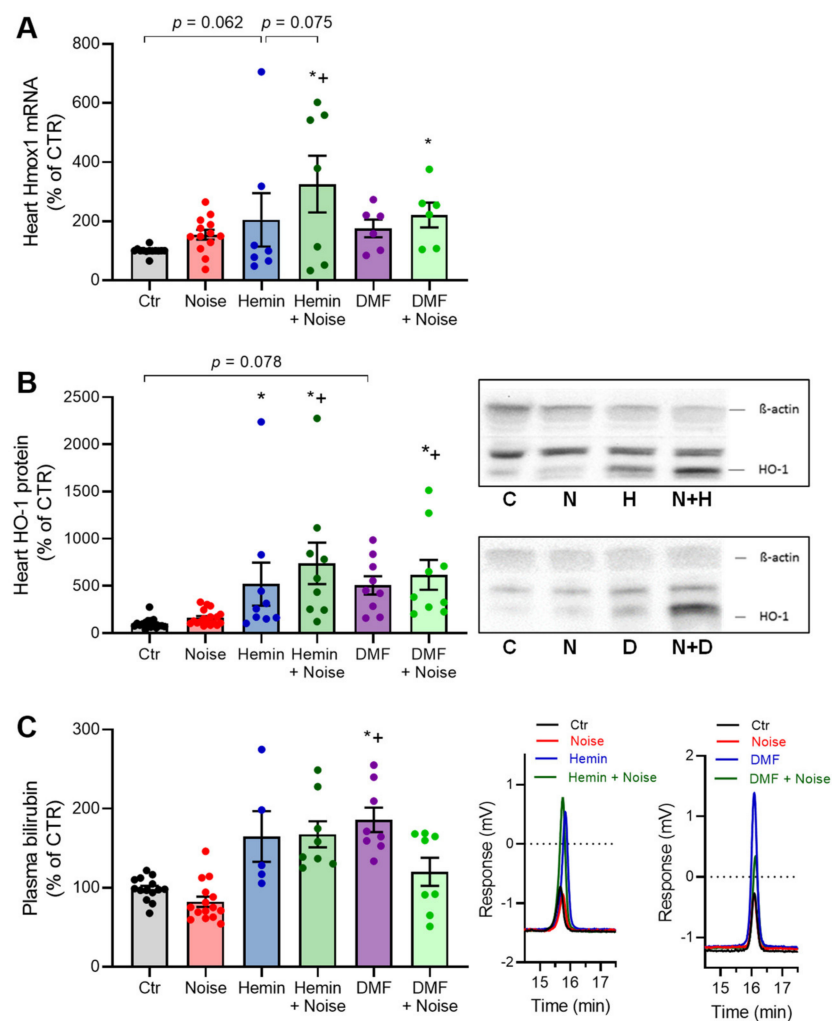 A
p = 0.062
p = 0.075
Heart Hmox1 mRNA
(% of CTR)
800
600
400
200
0
*+
*
Ctr
Noise
Hemin
Hemin
+ Noise
DMF
DMF
+ Noise
B
p = 0.078
Heart HO-1 protein
(% of CTR)
2500
2000
1500
1000
500
0
*
*+
*+
Ctr
Noise
Hemin
Hemin
+ Noise
DMF
DMF
+ Noise
ß-actin
HO-1
C N H N+H
ß-actin
HO-1
C N D N+D
C
Plasma bilirubin
(% of CTR)
300
200
100
0
*+
Ctr
Noise
Hemin
Hemin
+ Noise
DMF
DMF
+ Noise
Ctr
Noise
Hemin
Hemin + Noise
Response (mV)
1
0
-1
-2
15 16 17
Time (min)
Ctr
Noise
DMF
DMF + Noise
Response (mV)
2
1
0
-1
15 16 17
Time (min)